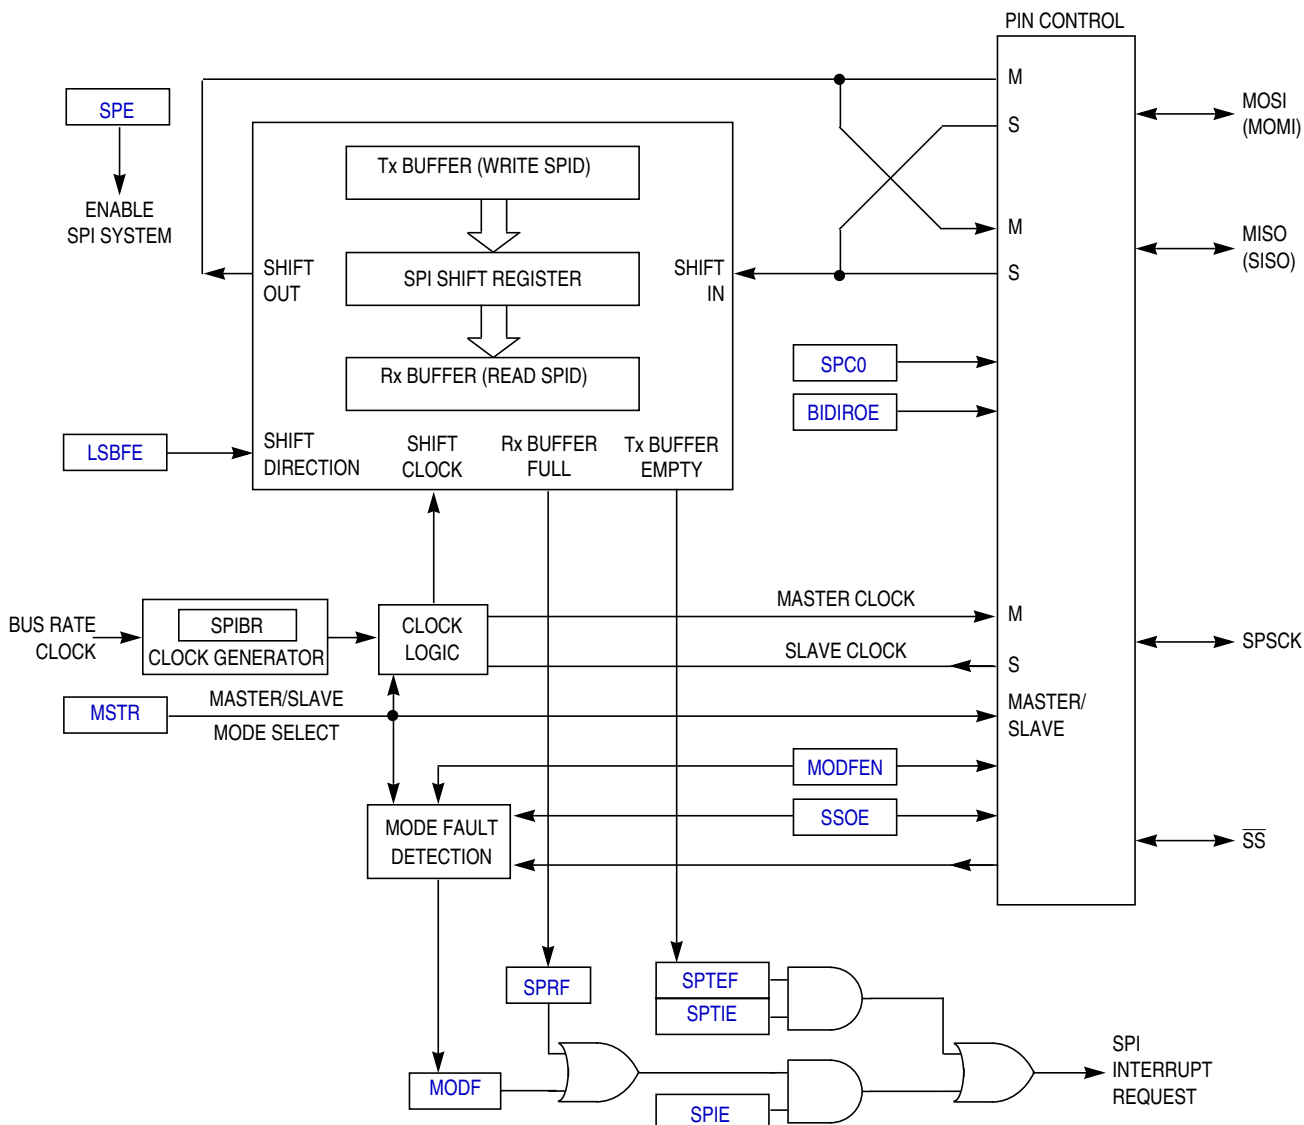 PIN CONTROL
M
SPE
MOSI
(MOMI)
S
Tx BUFFER (WRITE SPID)
ENABLE
SPI SYSTEM
M
MISO
(SISO)
SHIFT
OUT
SPI SHIFT REGISTER
SHIFT
IN
S
SPC0
Rx BUFFER (READ SPID)
BIDIROE
LSBFE
SHIFT
DIRECTION
SHIFT
CLOCK
Rx BUFFER
FULL
Tx BUFFER
EMPTY
MASTER CLOCK
M
BUS RATE
CLOCK
SPIBR
CLOCK GENERATOR
CLOCK
LOGIC
SLAVE CLOCK
S
SPSCK
MSTR
MASTER/SLAVE
MODE SELECT
MASTER/
SLAVE
MODFEN
SSOE
MODE FAULT
DETECTION
SS
SPRF
SPTEF
SPTIE
MODF
SPIE
SPI
INTERRUPT
REQUEST